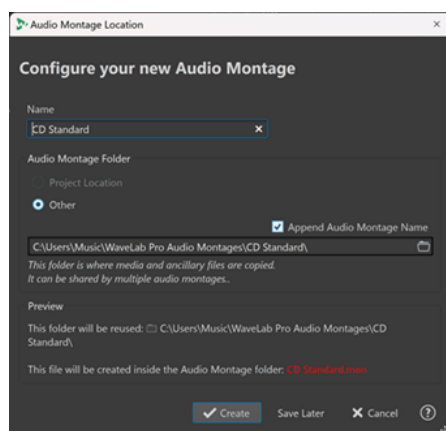 Audio Montage Location
Configure your new Audio Montage
Name
CD Standard
Audio Montage Folder
Project Location
Other
Append Audio Montage Name
C:\Users\Music\WaveLab Pro Audio Montages\CD Standard\
This folder is where media and ancillary files are copied.
It can be shared by multiple audio montages..
Preview
This folder will be reused: C:\Users\Music\WaveLab Pro Audio Montages\CD
Standard\
This file will be created inside the Audio Montage folder: CD Standard.mon
Create Save Later Cancel ?